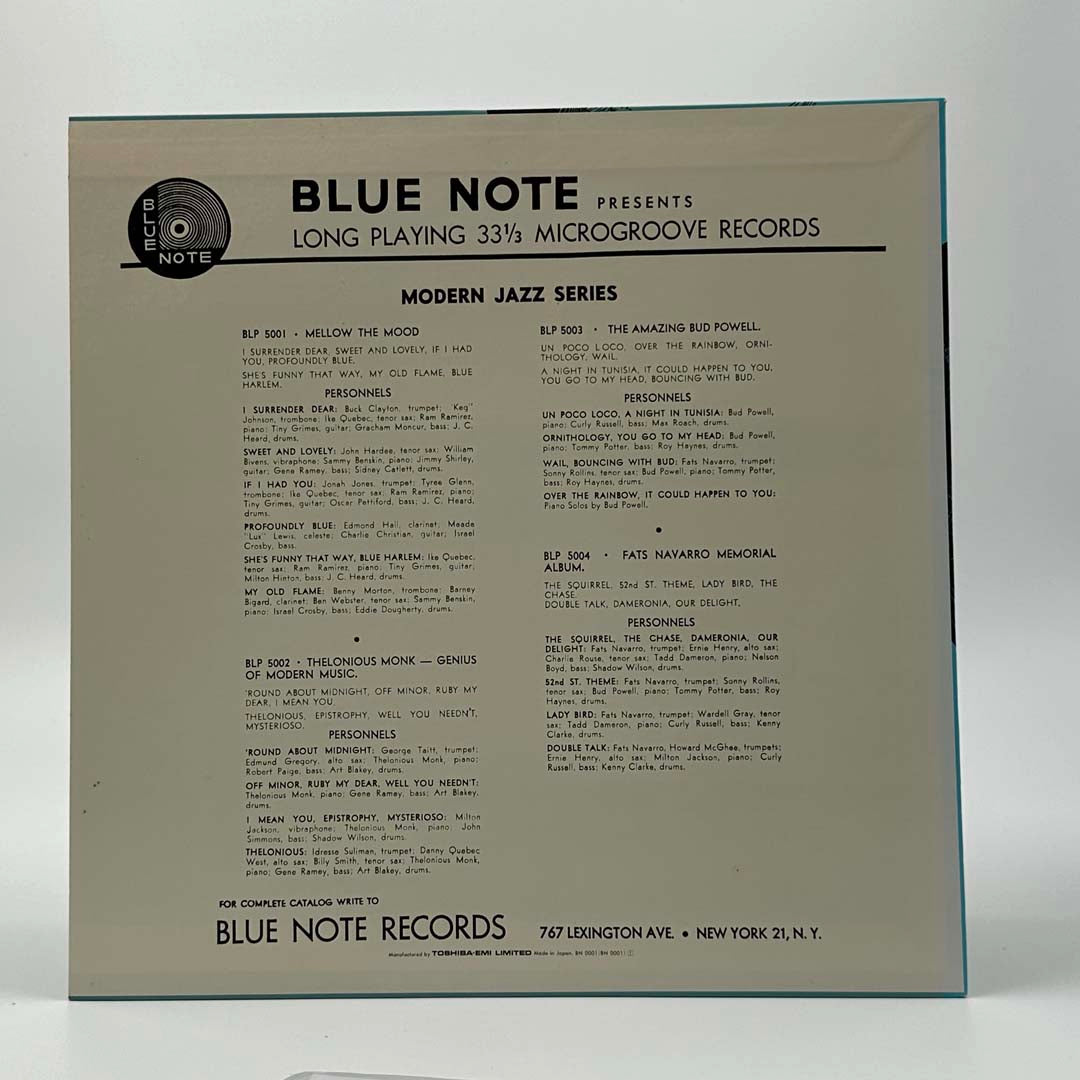 BLUE
NOTE
BLUE NOTE PRESENTS
LONG PLAYING 33⅓ MICROGROOVE RECORDS
MODERN JAZZ SERIES
BLP 5001 · MELLOW THE MOOD
I SURRENDER DEAR, SWEET AND LOVELY, IF I HAD
YOU, PROFOUNDLY BLUE.
SHE'S FUNNY THAT WAY, MY OLD FLAME, BLUE
HARLEM.
PERSONNELS
I SURRENDER DEAR: Buck Clayton, trumpet; "Keg"
Johnson, trombone; Ike Quebec, tenor sax; Ram Ramirez,
piano; Tiny Grimes, guitar; Gracham Moncur, bass; J. C.
Heard, drums.
SWEET AND LOVELY: John Hardee, tenor sax; William
Bivens, vibraphone; Sammy Benskin, piano; Jimmy Shirley,
guitar; Gene Ramey, bass; Sidney Catlett, drums.
IF I HAD YOU: Jonah Jones, trumpet; Tyree Glenn,
trombone; Ike Quebec, tenor sax; Ram Ramirez, piano;
Tiny Grimes, guitar; Oscar Pettiford, bass; J. C. Heard,
drums.
PROFOUNDLY BLUE: Edmond Hall, clarinet; Meade
"Lux" Lewis, celeste; Charlie Christian, guitar; Israel
Crosby, bass.
SHE'S FUNNY THAT WAY, BLUE HARLEM: Ike Quebec,
tenor sax; Ram Ramirez, piano; Tiny Grimes, guitar;
Milton Hinton, bass; J. C. Heard, drums.
MY OLD FLAME: Benny Morton, trombone; Barney
Bigard, clarinet; Ben Webster, tenor sax; Sammy Benskin,
piano; Israel Crosby, bass; Eddie Dougherty, drums.
•
BLP 5002 · THELONIOUS MONK — GENIUS
OF MODERN MUSIC.
'ROUND ABOUT MIDNIGHT, OFF MINOR, RUBY MY
DEAR, I MEAN YOU
THELONIOUS, EPISTROPHY, WELL YOU NEEDN'T,
MYSTERIOSO.
PERSONNELS
'ROUND ABOUT MIDNIGHT: George Taitt, trumpet;
Edmund Gregory, alto sax; Thelonious Monk, piano;
Robert Paige, bass; Art Blakey, drums.
OFF MINOR, RUBY MY DEAR, WELL YOU NEEDN'T:
Thelonious Monk, piano; Gene Ramey, bass; Art Blakey,
drums.
I MEAN YOU, EPISTROPHY, MYSTERIOSO: Milton
Jackson, vibraphone; Thelonious Monk, piano; John
Simmons, bass; Shadow Wilson, drums.
THELONIOUS: Idresse Suliman, trumpet; Danny Quebec
West, alto sax; Billy Smith, tenor sax; Thelonious Monk,
piano; Gene Ramey, bass; Art Blakey, drums.
BLP 5003 · THE AMAZING BUD POWELL.
UN POCO LOCO, OVER THE RAINBOW, ORNI-
THOLOGY, WAIL.
A NIGHT IN TUNISIA, IT COULD HAPPEN TO YOU,
YOU GO TO MY HEAD, BOUNCING WITH BUD.
PERSONNELS
UN POCO LOCO, A NIGHT IN TUNISIA: Bud Powell,
piano; Curly Russell, bass; Max Roach, drums.
ORNITHOLOGY, YOU GO TO MY HEAD: Bud Powell,
piano; Tommy Potter, bass; Roy Haynes, drums.
WAIL, BOUNCING WITH BUD: Fats Navarro, trumpet;
Sonny Rollins, tenor sax; Bud Powell, piano; Tommy Potter,
bass; Roy Haynes, drums.
OVER THE RAINBOW, IT COULD HAPPEN TO YOU:
Piano Solos by Bud Powell.
•
BLP 5004 · FATS NAVARRO MEMORIAL
ALBUM.
THE SQUIRREL, 52nd ST. THEME, LADY BIRD, THE
CHASE.
DOUBLE TALK, DAMERONIA, OUR DELIGHT.
PERSONNELS
THE SQUIRREL, THE CHASE, DAMERONIA, OUR
DELIGHT: Fats Navarro, trumpet; Ernie Henry, alto sax;
Charlie Rouse, tenor sax; Tadd Dameron, piano; Nelson
Boyd, bass; Shadow Wilson, drums.
52nd ST. THEME: Fats Navarro, trumpet; Sonny Rollins,
tenor sax; Bud Powell, piano; Tommy Potter, bass; Roy
Haynes, drums.
LADY BIRD: Fats Navarro, trumpet; Wardell Gray, tenor
sax; Tadd Dameron, piano; Curly Russell, bass; Kenny
Clarke, drums.
DOUBLE TALK: Fats Navarro, Howard McGhee, trumpets;
Ernie Henry, alto sax; Milton Jackson, piano; Curly
Russell, bass; Kenny Clarke, drums.
FOR COMPLETE CATALOG WRITE TO
BLUE NOTE RECORDS 767 LEXINGTON AVE. • NEW YORK 21, N. Y.
Manufactured by TOSHIBA-EMI LIMITED Made in Japan. BN 0001 (BN 0001)